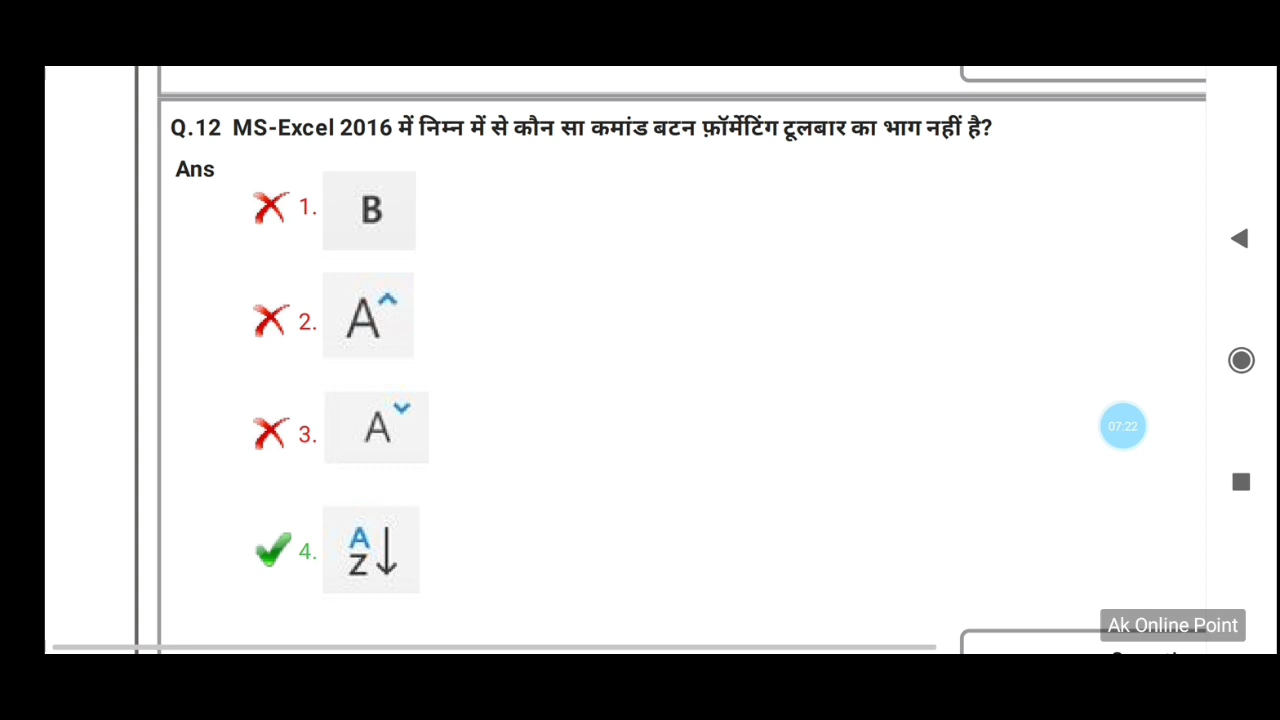 Q.12 MS-Excel 2016 में निम्न में से कौन सा कमांड बटन फ़ॉर्मेटिंग टूलबार का भाग नहीं है?
Ans
1. B
2. A^
3. A˅
4. A Z↓
07:22
Ak Online Point